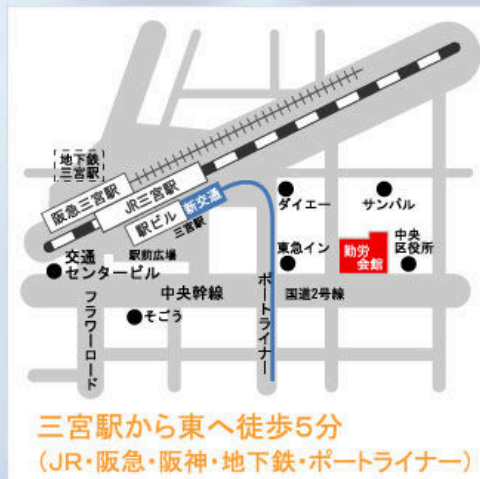 地下鉄
三宮駅
阪急三宮駅
JR三宮駅
駅ビル
新交通
三宮駅
ダイエー
サンパル
交通
センタービル
駅前広場
東急イン
勤労
会館
中央
区役所
中央幹線
国道2号線
そごう
フラワーロード
ポートライナー
三宮駅から東へ徒歩5分
(JR・阪急・阪神・地下鉄・ポートライナー)